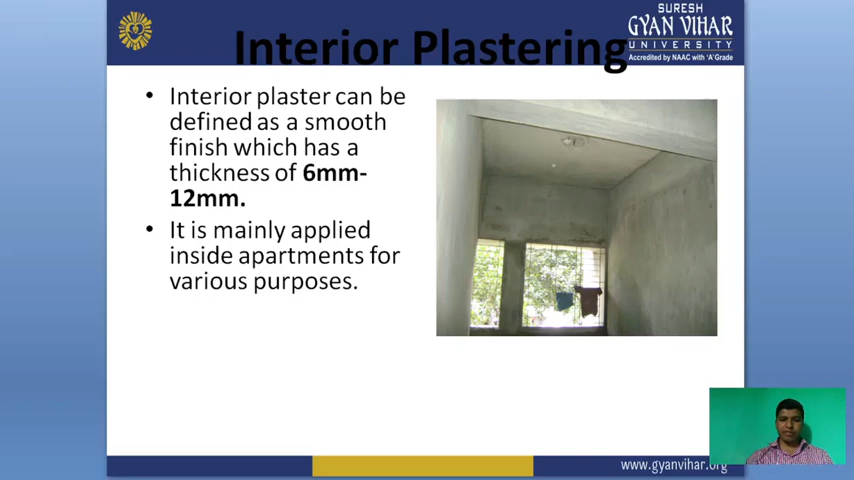 SURESH
GYAN VIHAR
UNIVERSITY
Accredited by NAAC with 'A' Grade
Interior Plastering
• Interior plaster can be
defined as a smooth
finish which has a
thickness of 6mm-
12mm.
• It is mainly applied
inside apartments for
various purposes.
www.gyanvihar.org